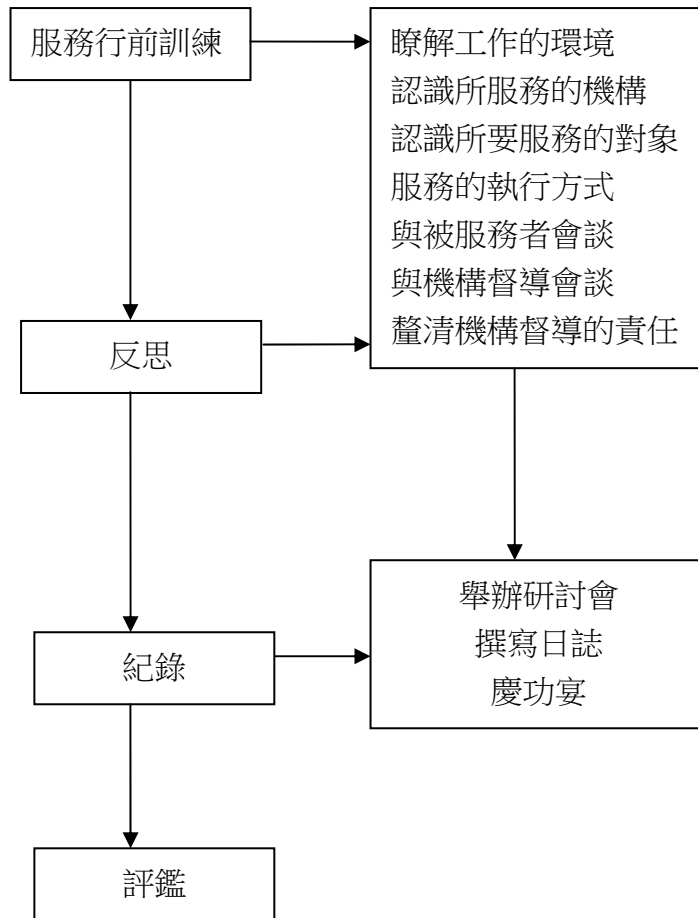 服務行前訓練
瞭解工作的環境
認識所服務的機構
認識所要服務的對象
服務的執行方式
與被服務者會談
與機構督導會談
釐清機構督導的責任
反思
舉辦研討會
撰寫日誌
慶功宴
紀錄
評鑑